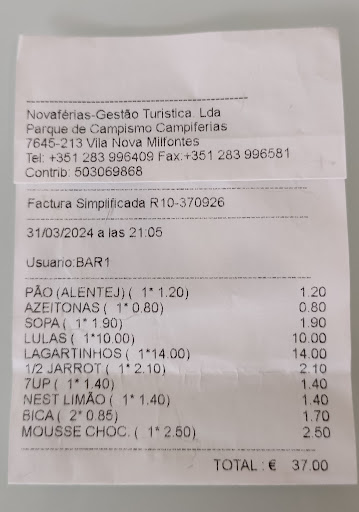 Novaférias-Gestão Turistica. Lda
Parque de Campismo Campiferias
7645-213 Vila Nova Milfontes
Tel: +351 283 996409 Fax:+351 283 996581
Contrib: 503069868
Factura Simplificada R10-370926
31/03/2024 a las 21:05
Usuario:BAR1
PÃO (ALENTEJ) ( 1* 1.20) 1.20
AZEITONAS ( 1* 0.80) 0.80
SOPA ( 1* 1.90) 1.90
LULAS ( 1*10.00) 10.00
LAGARTINHOS ( 1*14.00) 14.00
1/2 JARROT ( 1* 2.10) 2.10
7UP ( 1* 1.40) 1.40
NEST LIMÃO ( 1* 1.40) 1.40
BICA ( 2* 0.85) 1.70
MOUSSE CHOC. ( 1* 2.50) 2.50
TOTAL : € 37.00